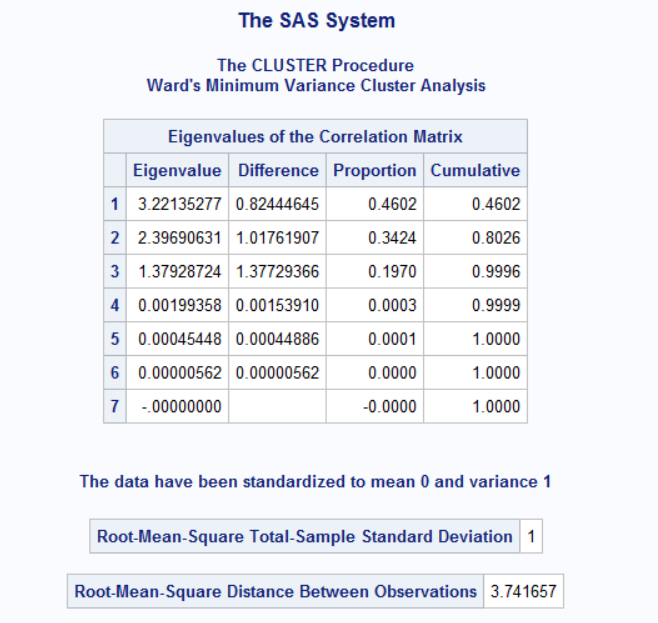 The SAS System
The CLUSTER Procedure
Ward's Minimum Variance Cluster Analysis
Eigenvalues of the Correlation Matrix
Eigenvalue Difference Proportion Cumulative
1 3.22135277 0.82444645 0.4602 0.4602
2 2.39690631 1.01761907 0.3424 0.8026
3 1.37928724 1.37729366 0.1970 0.9996
4 0.00199358 0.00153910 0.0003 0.9999
5 0.00045448 0.00044886 0.0001 1.0000
6 0.00000562 0.00000562 0.0000 1.0000
7 -.00000000 -0.0000 1.0000
The data have been standardized to mean 0 and variance 1
Root-Mean-Square Total-Sample Standard Deviation 1
Root-Mean-Square Distance Between Observations 3.741657